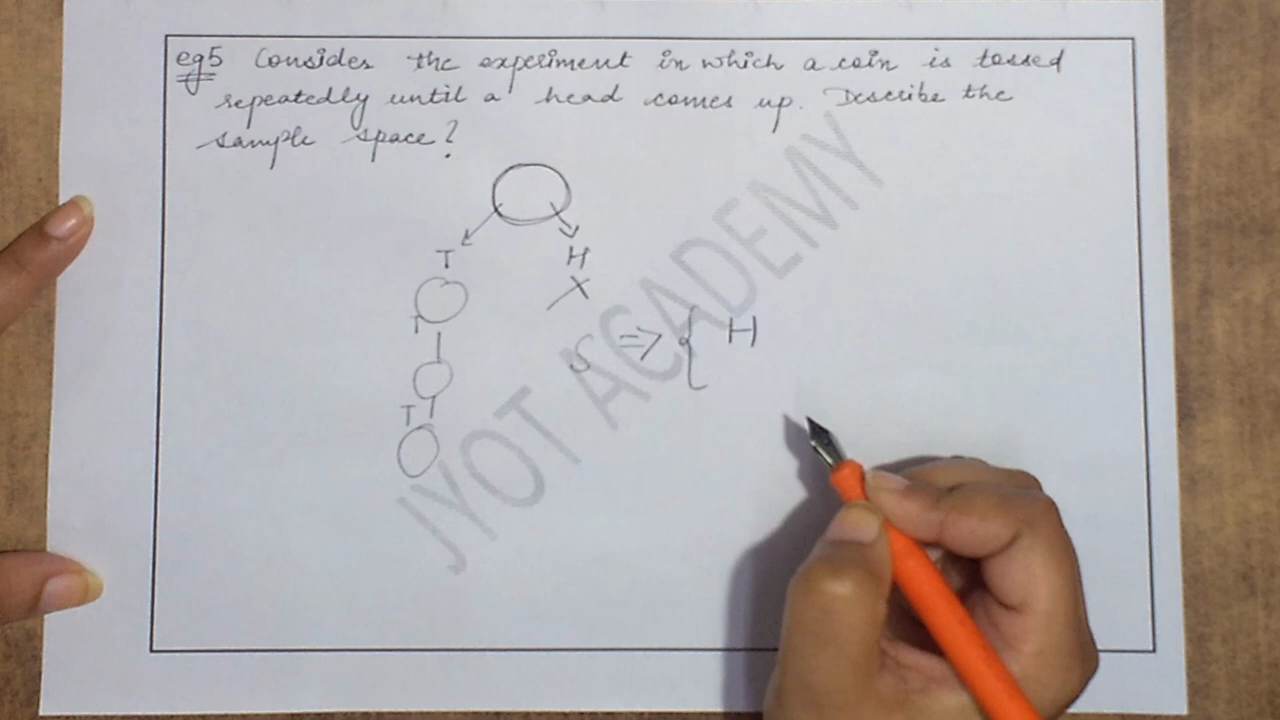 eg5 Consider the experiment in which a coin is tossed
repeatedly until a head comes up. Describe the
sample space?
T H
T
S => { H
T
JYOT ACADEMY